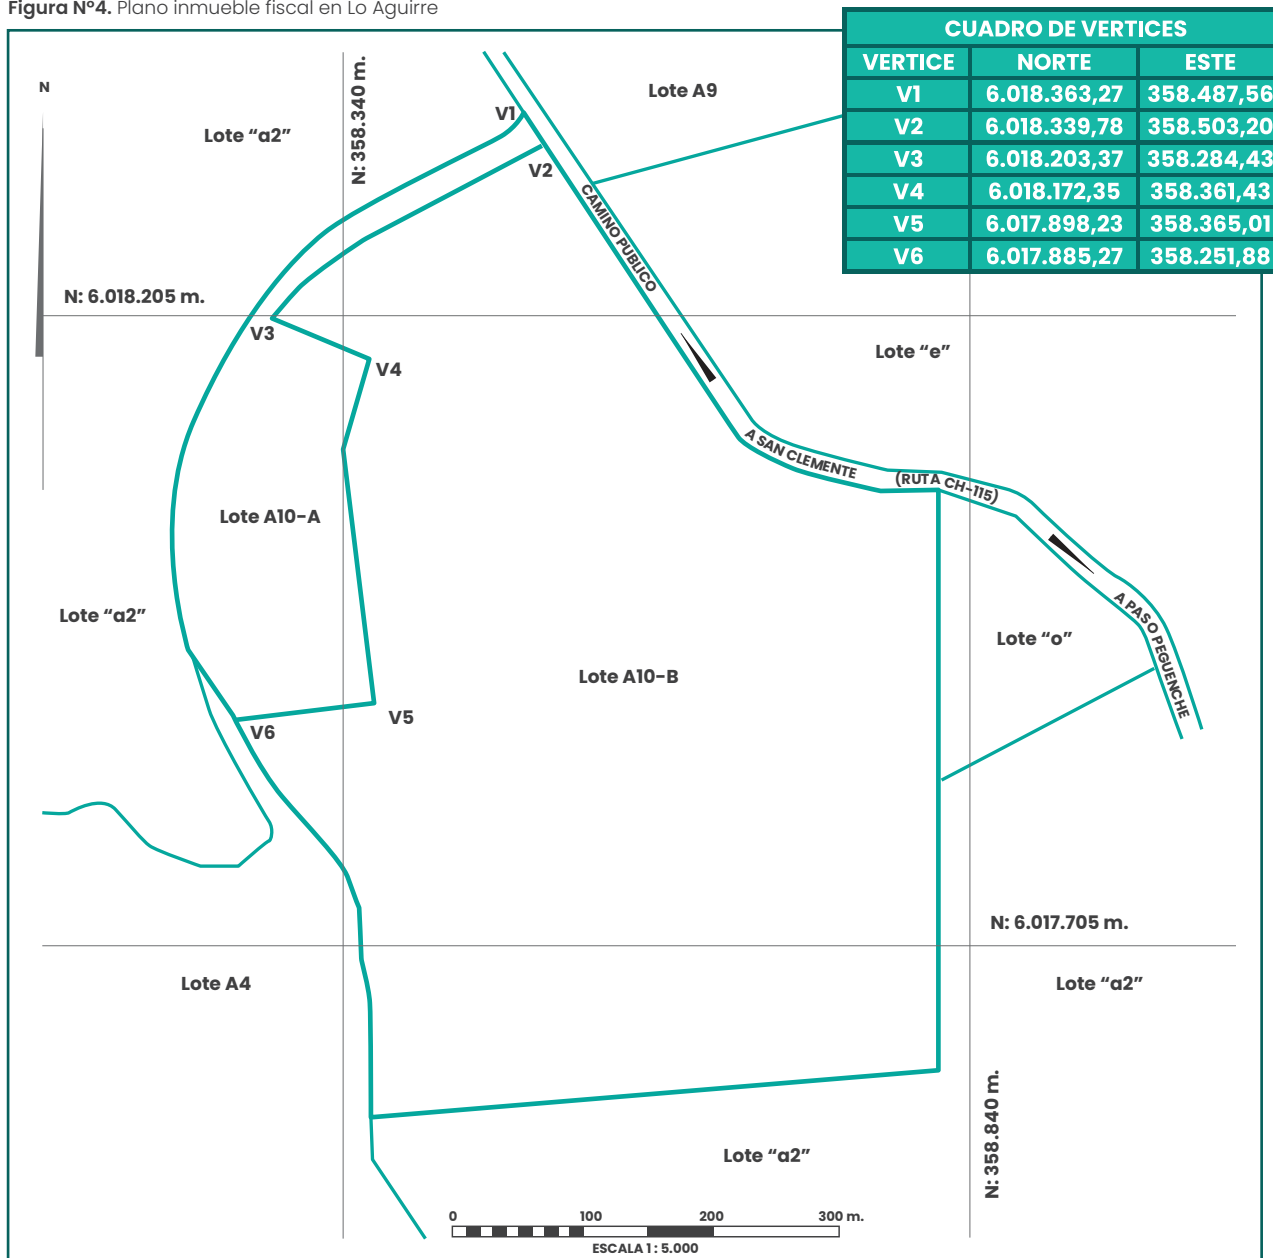 Figura N°4. Plano inmueble fiscal en Lo Aguirre
CUADRO DE VERTICES
VERTICE NORTE ESTE
V1 6.018.363,27 358.487,56
V2 6.018.339,78 358.503,20
V3 6.018.203,37 358.284,43
V4 6.018.172,35 358.361,43
V5 6.017.898,23 358.365,01
V6 6.017.885,27 358.251,88
N
Lote “a2”
N: 358.340 m.
Lote A9
V1
V2
CAMINO PUBLICO
N: 6.018.205 m.
V3
V4
Lote “e”
A SAN CLEMENTE
(RUTA CH-115)
Lote A10-A
Lote “a2”
A PASO PEGUENCHE
Lote “o”
Lote A10-B
V5
V6
N: 6.017.705 m.
Lote A4
Lote “a2”
N: 358.840 m.
Lote “a2”
0 100 200 300 m.
ESCALA 1 : 5.000